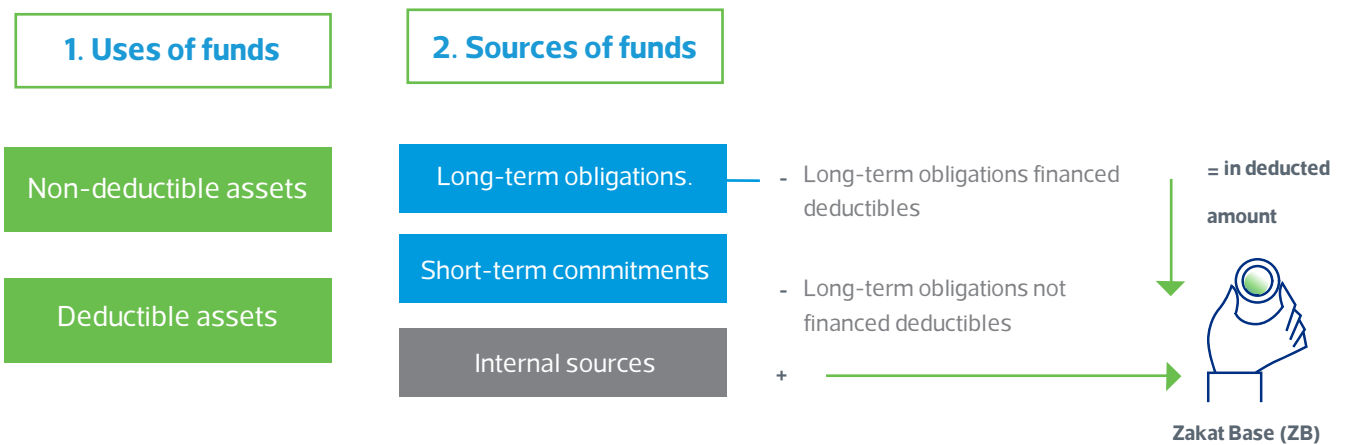 1. Uses of funds
2. Sources of funds
Non-deductible assets
Deductible assets
Long-term obligations.
Short-term commitments
Internal sources
- Long-term obligations financed
deductibles
- Long-term obligations not
financed deductibles
+
= in deducted
amount
Zakat Base (ZB)